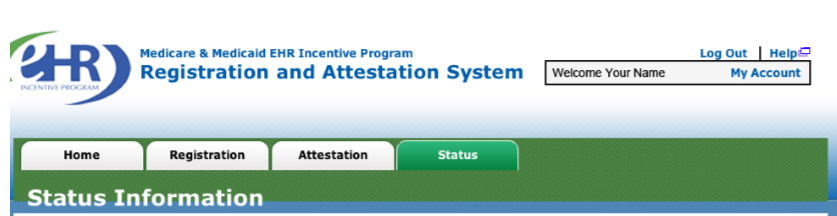 eHR
INCENTIVE PROGRAM
Medicare & Medicaid EHR Incentive Program
Registration and Attestation System
Log Out | Help
Welcome Your Name My Account
Home Registration Attestation Status
Status Information